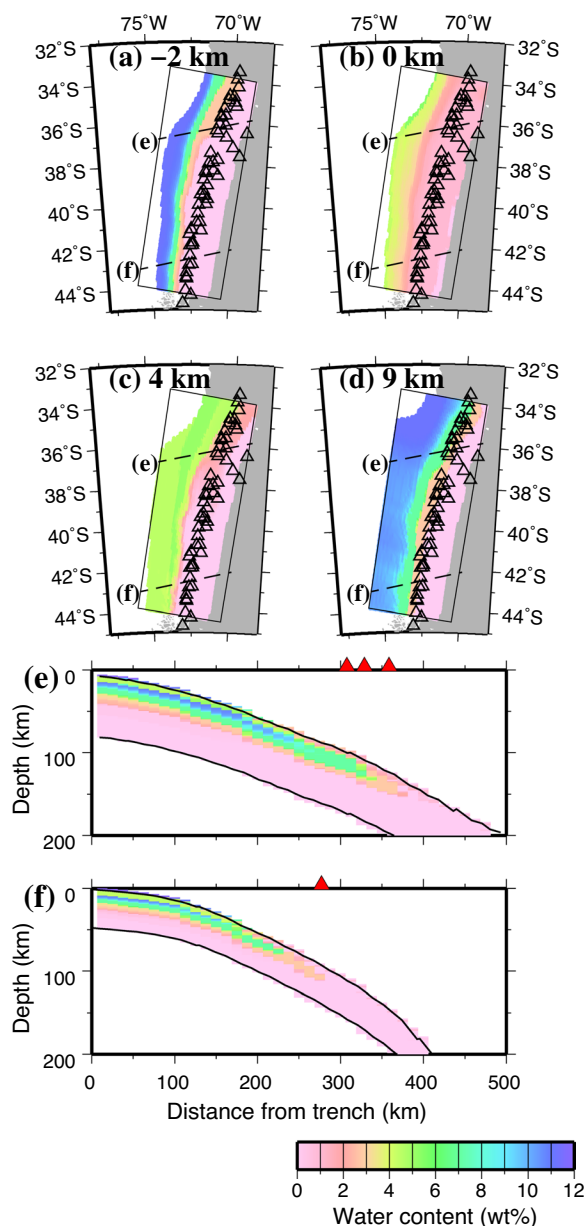 75˚W 70˚W 75˚W 70˚W
32˚S (a) −2 km (b) 0 km 32˚S
34˚S 34˚S
36˚S (e) (e) 36˚S
38˚S 38˚S
40˚S 40˚S
42˚S (f) (f) 42˚S
44˚S 44˚S
32˚S (c) 4 km (d) 9 km 32˚S
34˚S 34˚S
36˚S (e) (e) 36˚S
38˚S 38˚S
40˚S 40˚S
42˚S (f) (f) 42˚S
44˚S 44˚S
(e)
Depth (km)
0
100
200
(f)
Depth (km)
0
100
200
0 100 200 300 400 500
Distance from trench (km)
0 2 4 6 8 10 12
Water content (wt%)